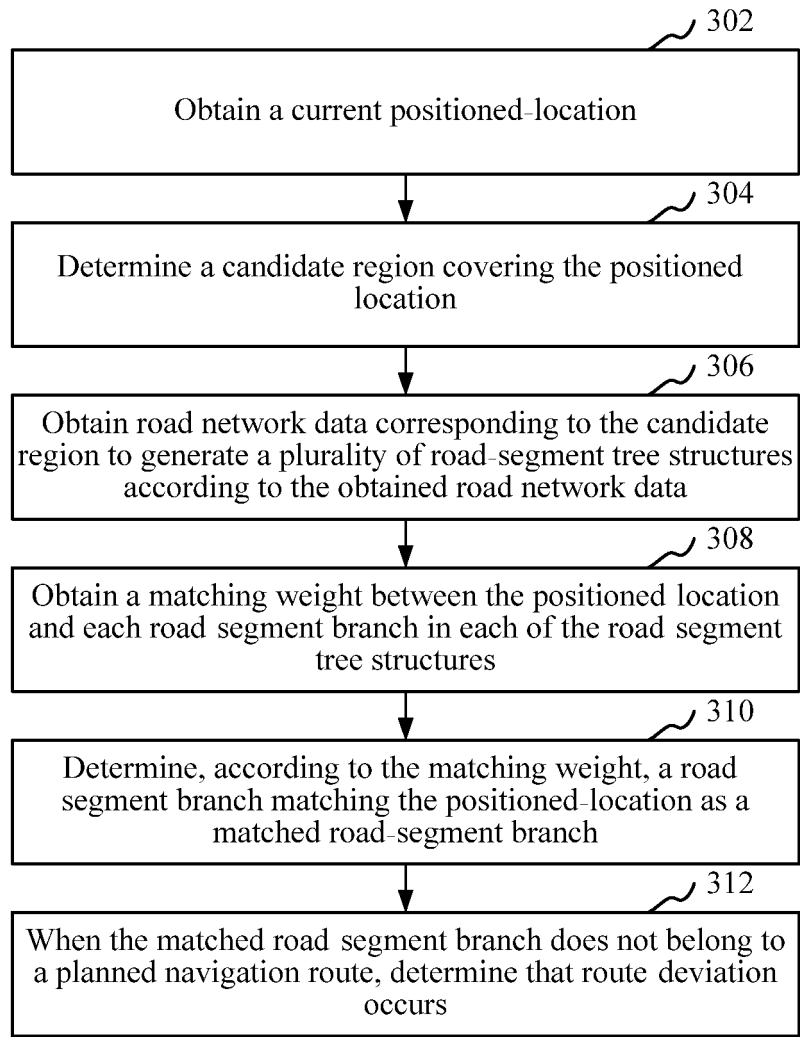 302
Obtain a current positioned-location
304
Determine a candidate region covering the positioned
location
306
Obtain road network data corresponding to the candidate
region to generate a plurality of road-segment tree structures
according to the obtained road network data
308
Obtain a matching weight between the positioned location
and each road segment branch in each of the road segment
tree structures
310
Determine, according to the matching weight, a road
segment branch matching the positioned-location as a
matched road-segment branch
312
When the matched road segment branch does not belong to
a planned navigation route, determine that route deviation
occurs